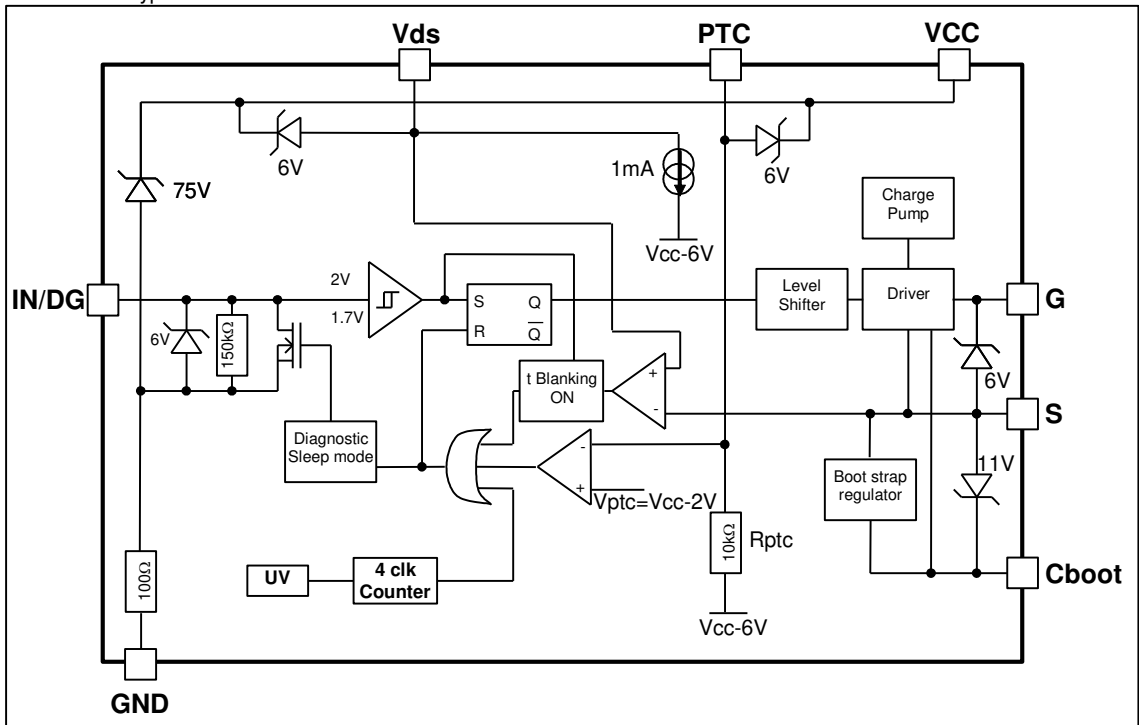 Vds
PTC
VCC
6V
1mA
6V
75V
Charge
Pump
Vcc-6V
IN/DG
2V
1.7V
S
Q
R
Q
Level
Shifter
Driver
G
6V
150kΩ
t Blanking
ON
+
-
6V
S
Diagnostic
Sleep mode
-
+
Vptc=Vcc-2V
Boot strap
regulator
11V
10kΩ
Rptc
100Ω
UV
4 clk
Counter
Cboot
Vcc-6V
GND